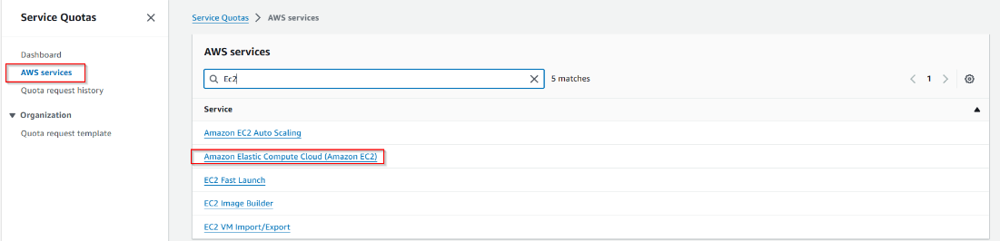 Service Quotas
Dashboard
AWS services
Quota request history
Organization
Quota request template
Service Quotas > AWS services
AWS services
Ec2
5 matches
1
Service
Amazon EC2 Auto Scaling
Amazon Elastic Compute Cloud (Amazon EC2)
EC2 Fast Launch
EC2 Image Builder
EC2 VM Import/Export